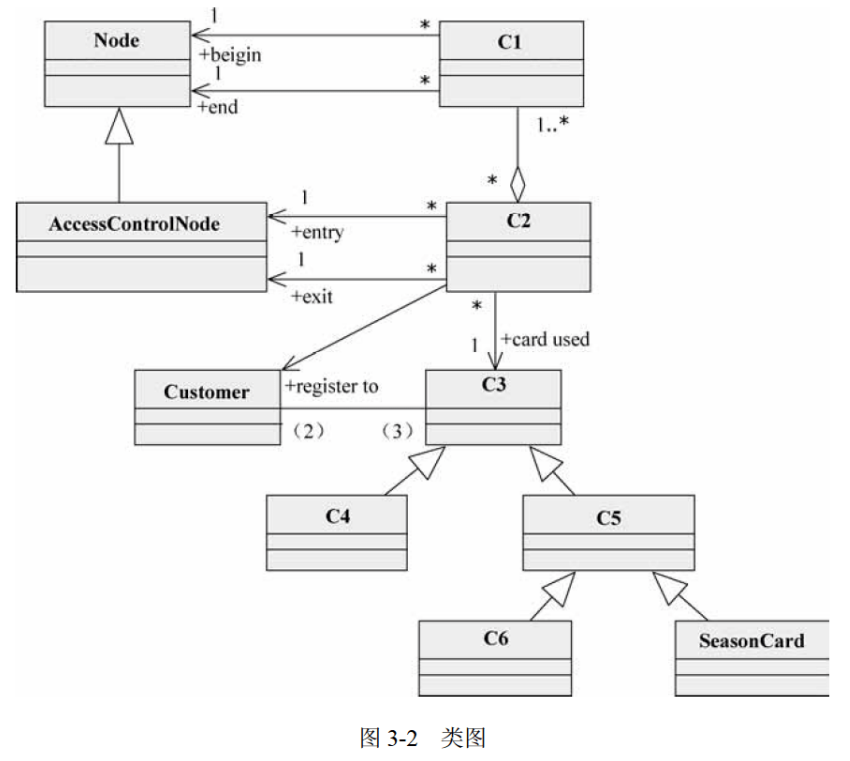 1 *
Node C1
+beigin
1 *
+end
1..*
*
1 *
AccessControlNode C2
+entry
1 *
+exit
*
1 +card used
Customer +register to C3
（2） （3）
C4 C5
C6 SeasonCard
图 3-2 类图